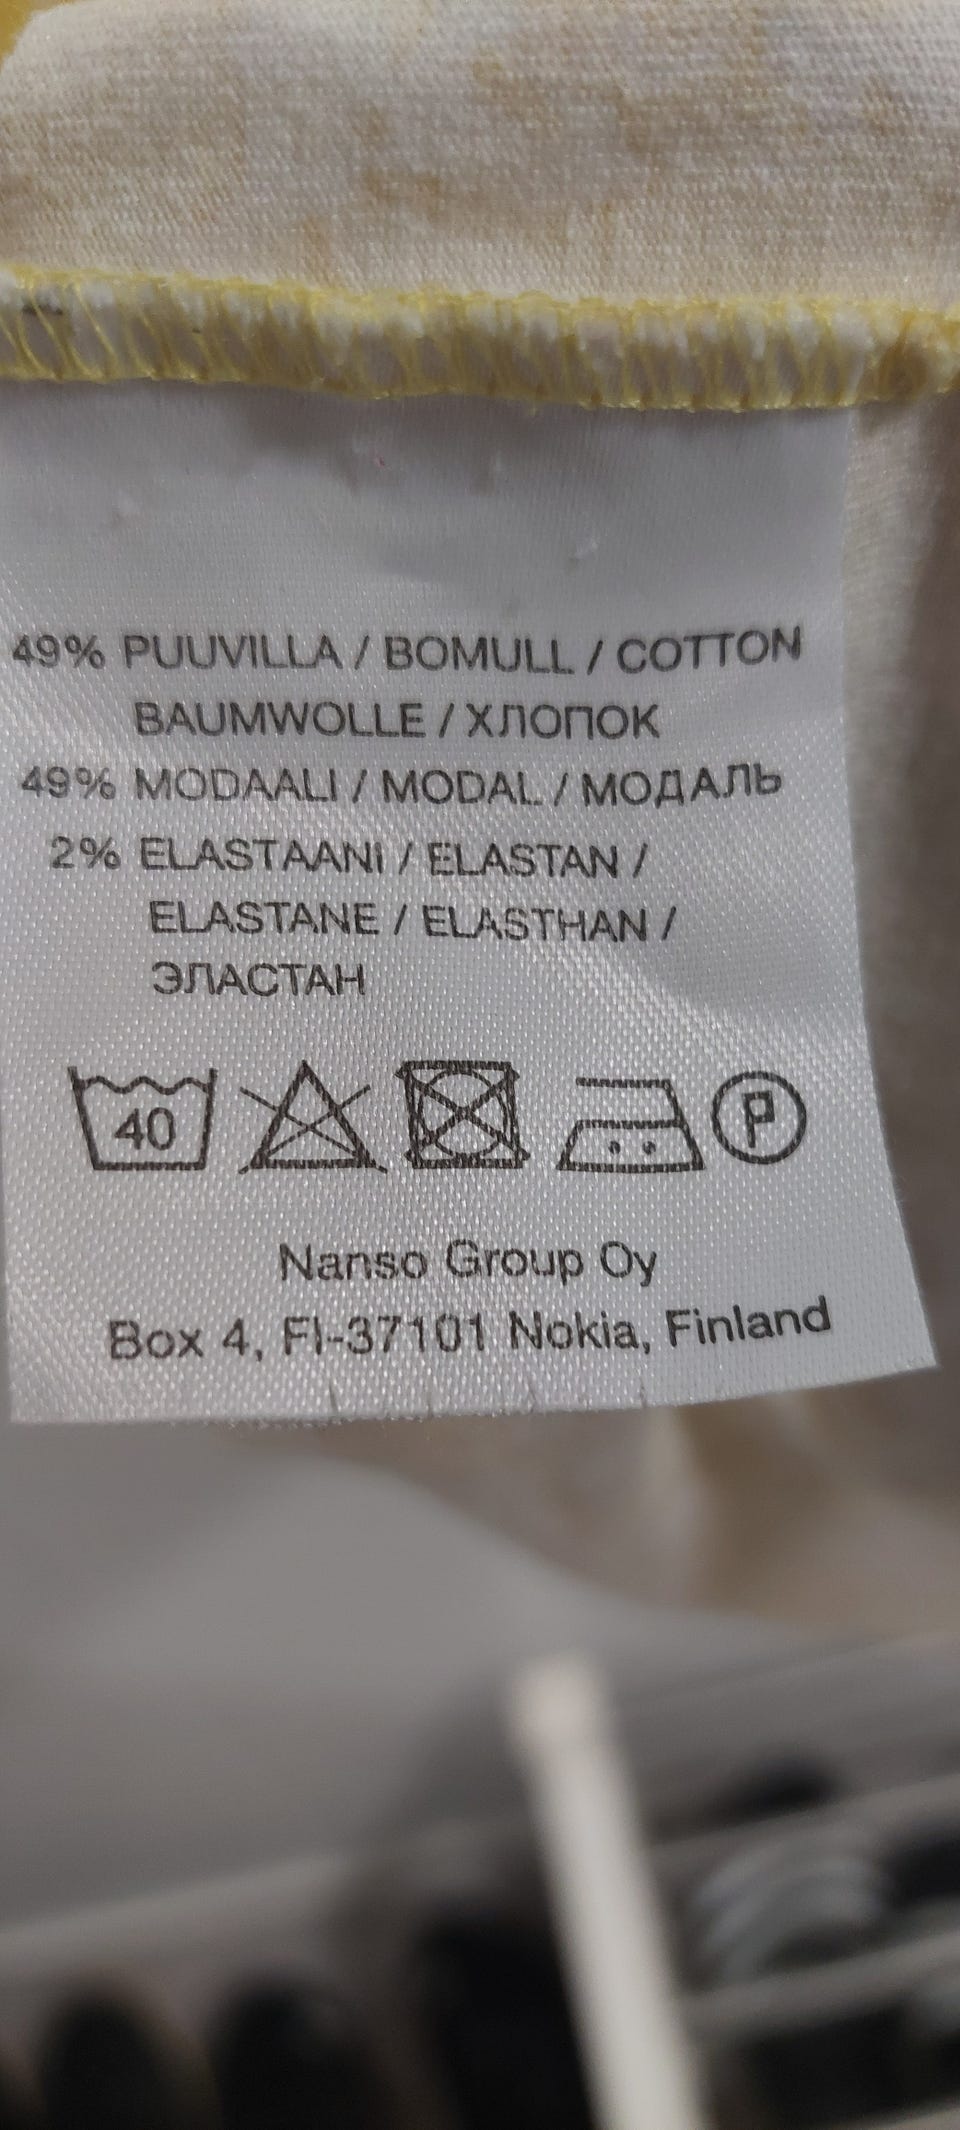 49% PUUVILLA / BOMULL / COTTON
BAUMWOLLE / ХЛОПОК
49% MODAALI / MODAL / МОДАЛЬ
2% ELASTAANI / ELASTAN /
ELASTANE / ELASTHAN /
ЭЛАСТАН
40 P
Nanso Group Oy
Box 4, FI-37101 Nokia, Finland